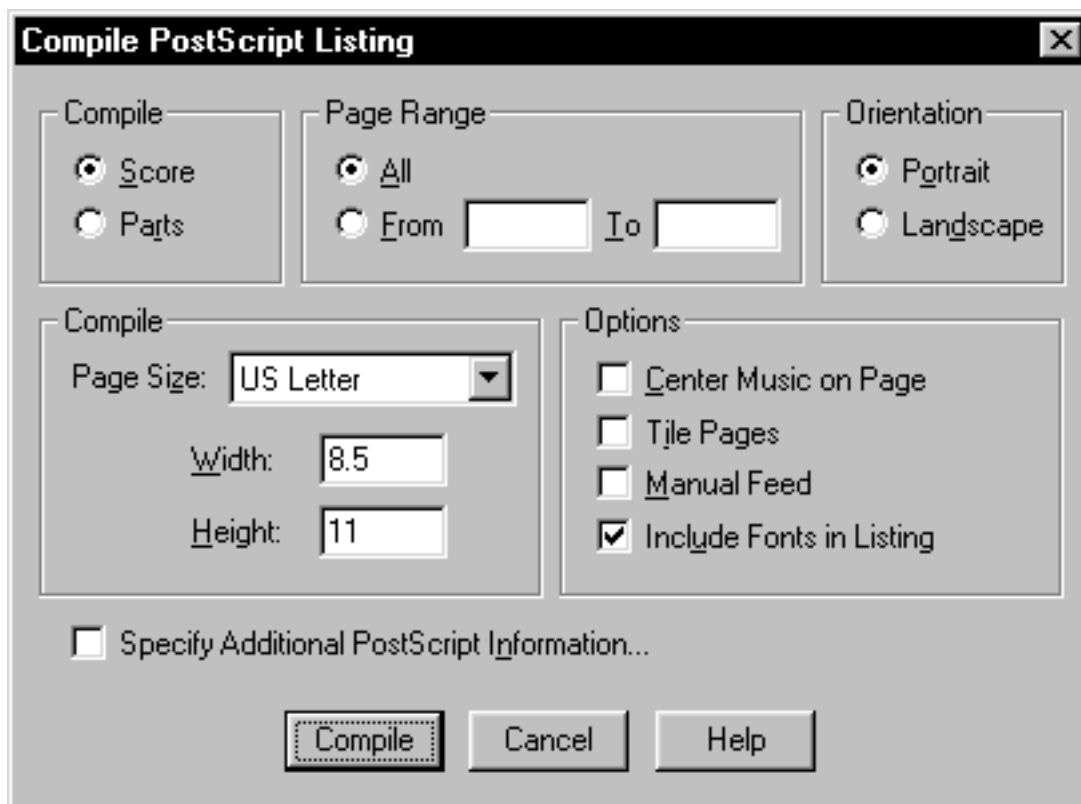 Compile PostScript Listing
Compile
Score
Parts
Page Range
All
From To
Orientation
Portrait
Landscape
Compile
Page Size: US Letter
Width: 8.5
Height: 11
Options
Center Music on Page
Tile Pages
Manual Feed
Include Fonts in Listing
Specify Additional PostScript Information...
Compile Cancel Help